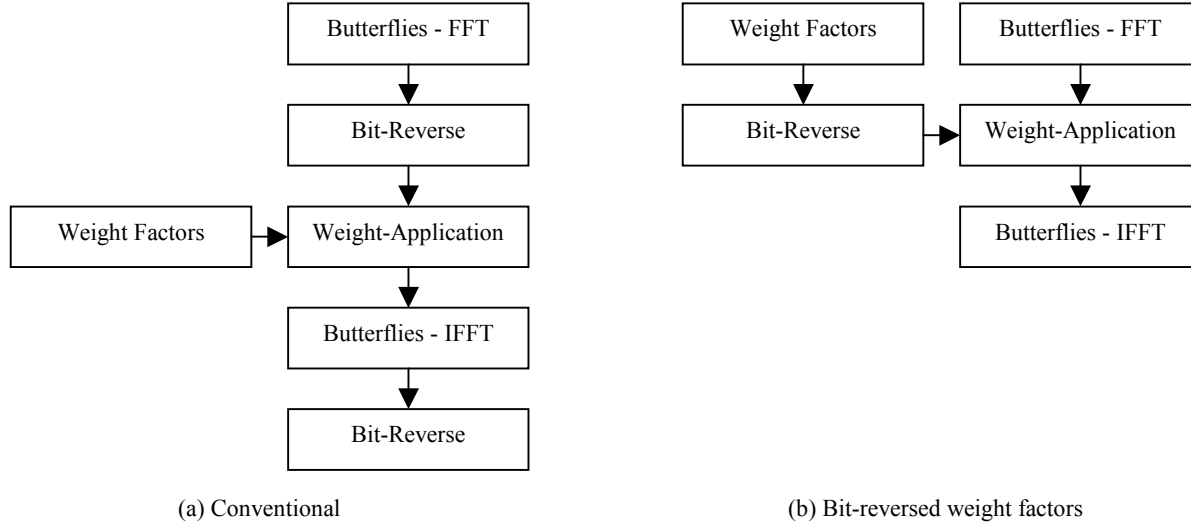 Butterflies - FFT
Bit-Reverse
Weight Factors
Weight-Application
Butterflies - IFFT
Bit-Reverse
(a) Conventional
Weight Factors
Butterflies - FFT
Bit-Reverse
Weight-Application
Butterflies - IFFT
(b) Bit-reversed weight factors